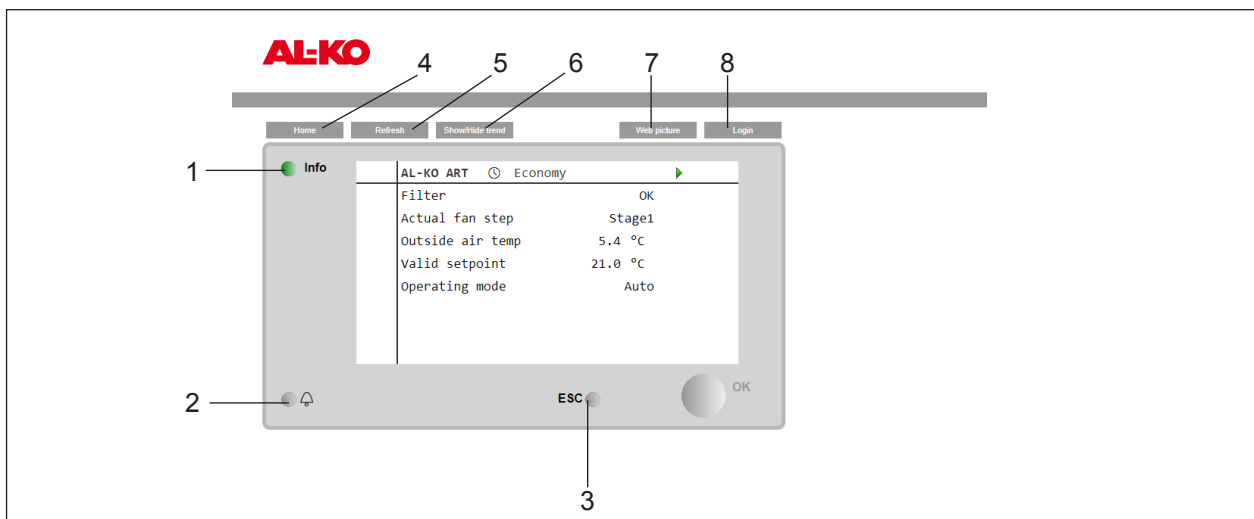 AL-KO
4 5 6 7 8
Home Refresh Show/Hide trend Web picture Login
1 Info
AL-KO ART Economy
Filter OK
Actual fan step Stage1
Outside air temp 5.4 °C
Valid setpoint 21.0 °C
Operating mode Auto
2 ESC OK
3